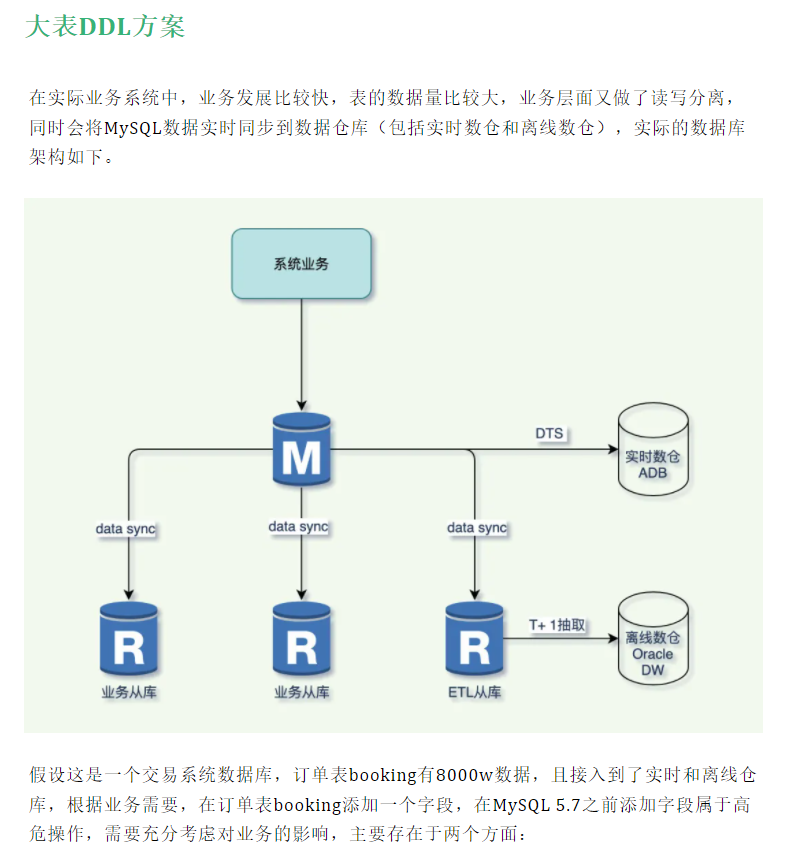 大表DDL方案
在实际业务系统中，业务发展比较快，表的数据量比较大，业务层面又做了读写分离，
同时会将MySQL数据实时同步到数据仓库（包括实时数仓和离线数仓），实际的数据库
架构如下。
系统业务
M
DTS
实时数仓
ADB
data sync
data sync
data sync
R
R
R
T+ 1抽取
离线数仓
Oracle
DW
业务从库
业务从库
ETL从库
假设这是一个交易系统数据库，订单表booking有8000w数据，且接入到了实时和离线仓
库，根据业务需要，在订单表booking添加一个字段，在MySQL 5.7之前添加字段属于高
危操作，需要充分考虑对业务的影响，主要存在于两个方面：